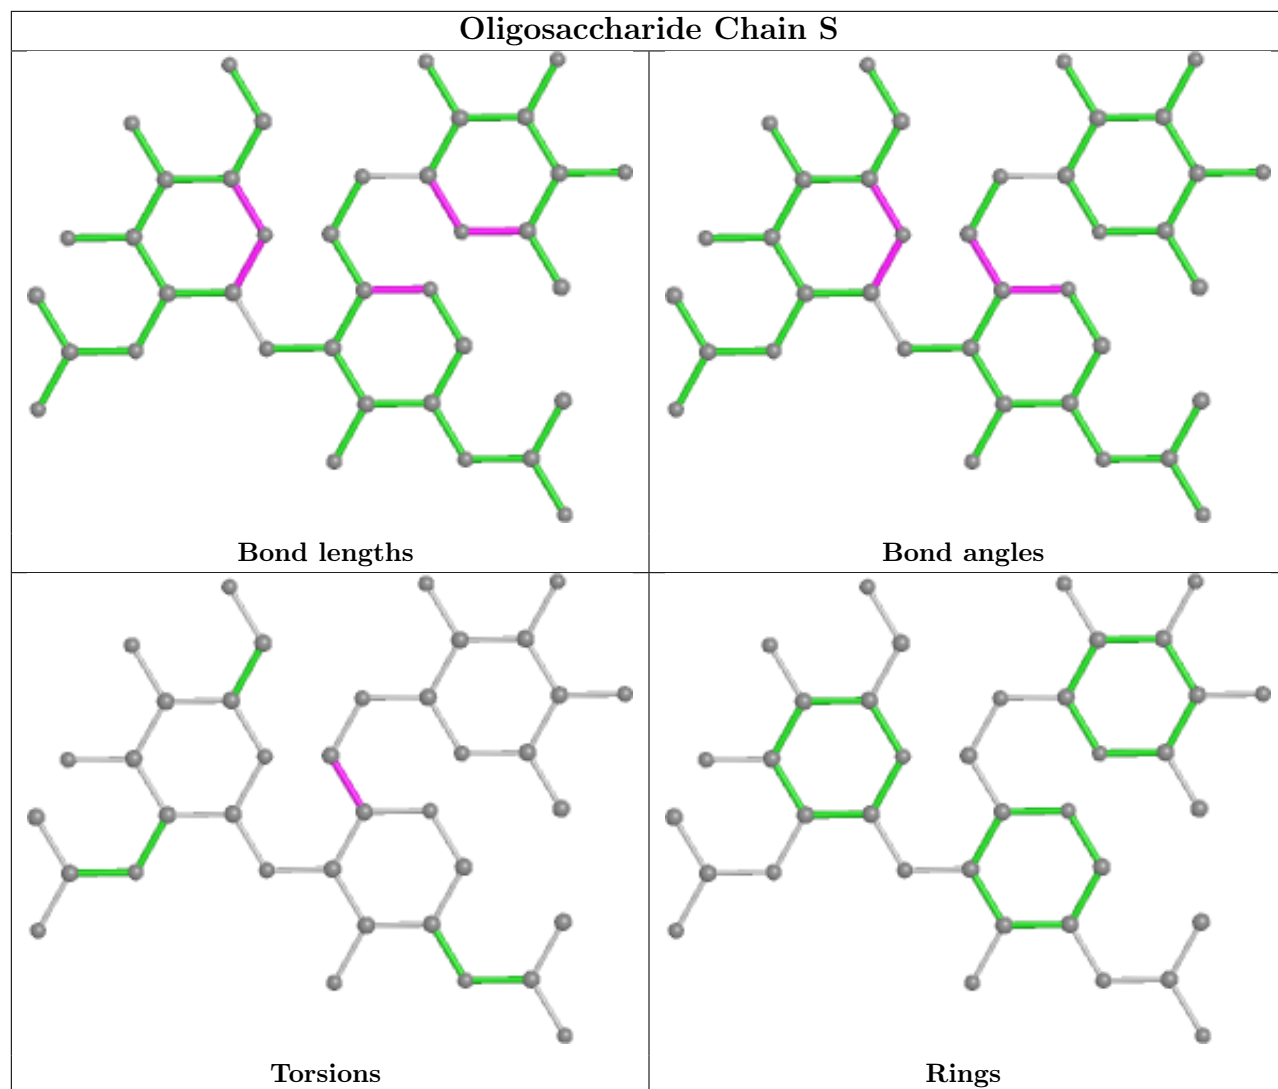 Oligosaccharide Chain S
Bond lengths
Bond angles
Torsions
Rings